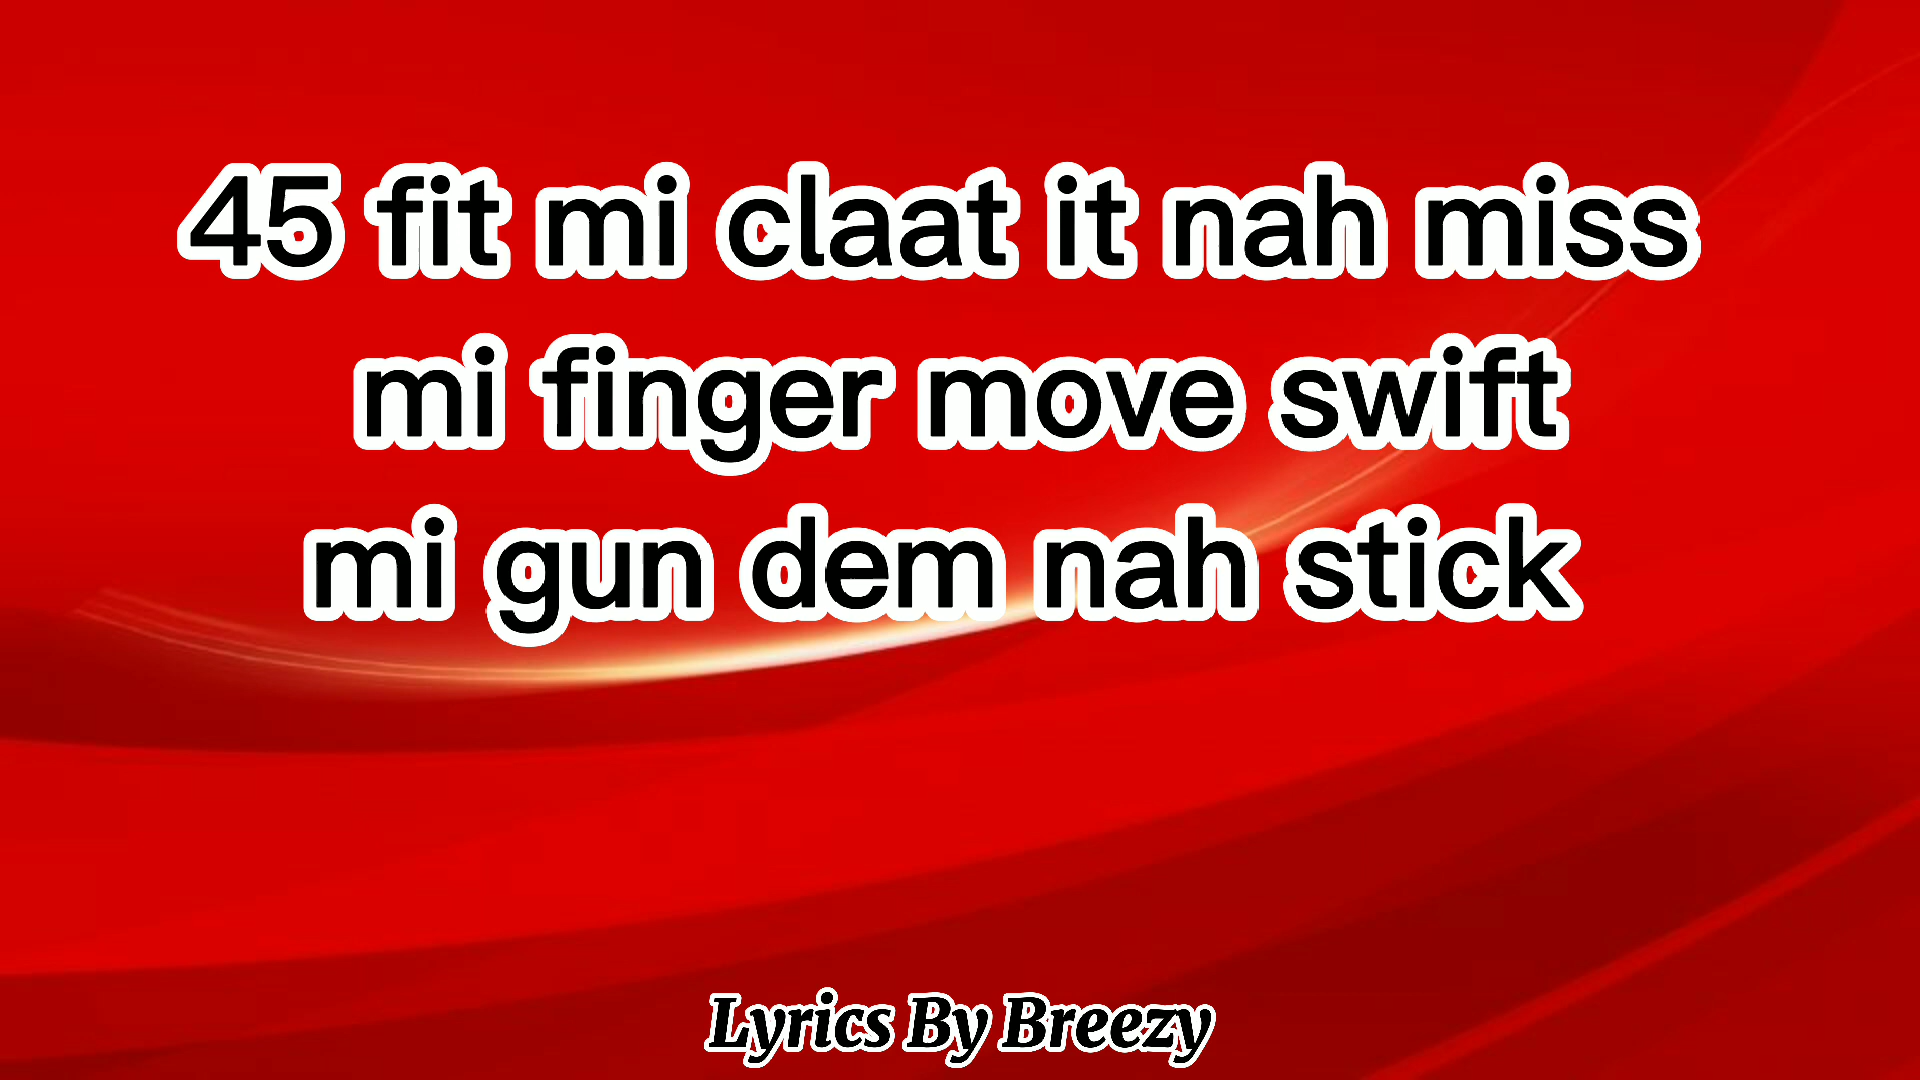 45 fit mi claat it nah miss
mi finger move swift
mi gun dem nah stick
Lyrics By Breezy